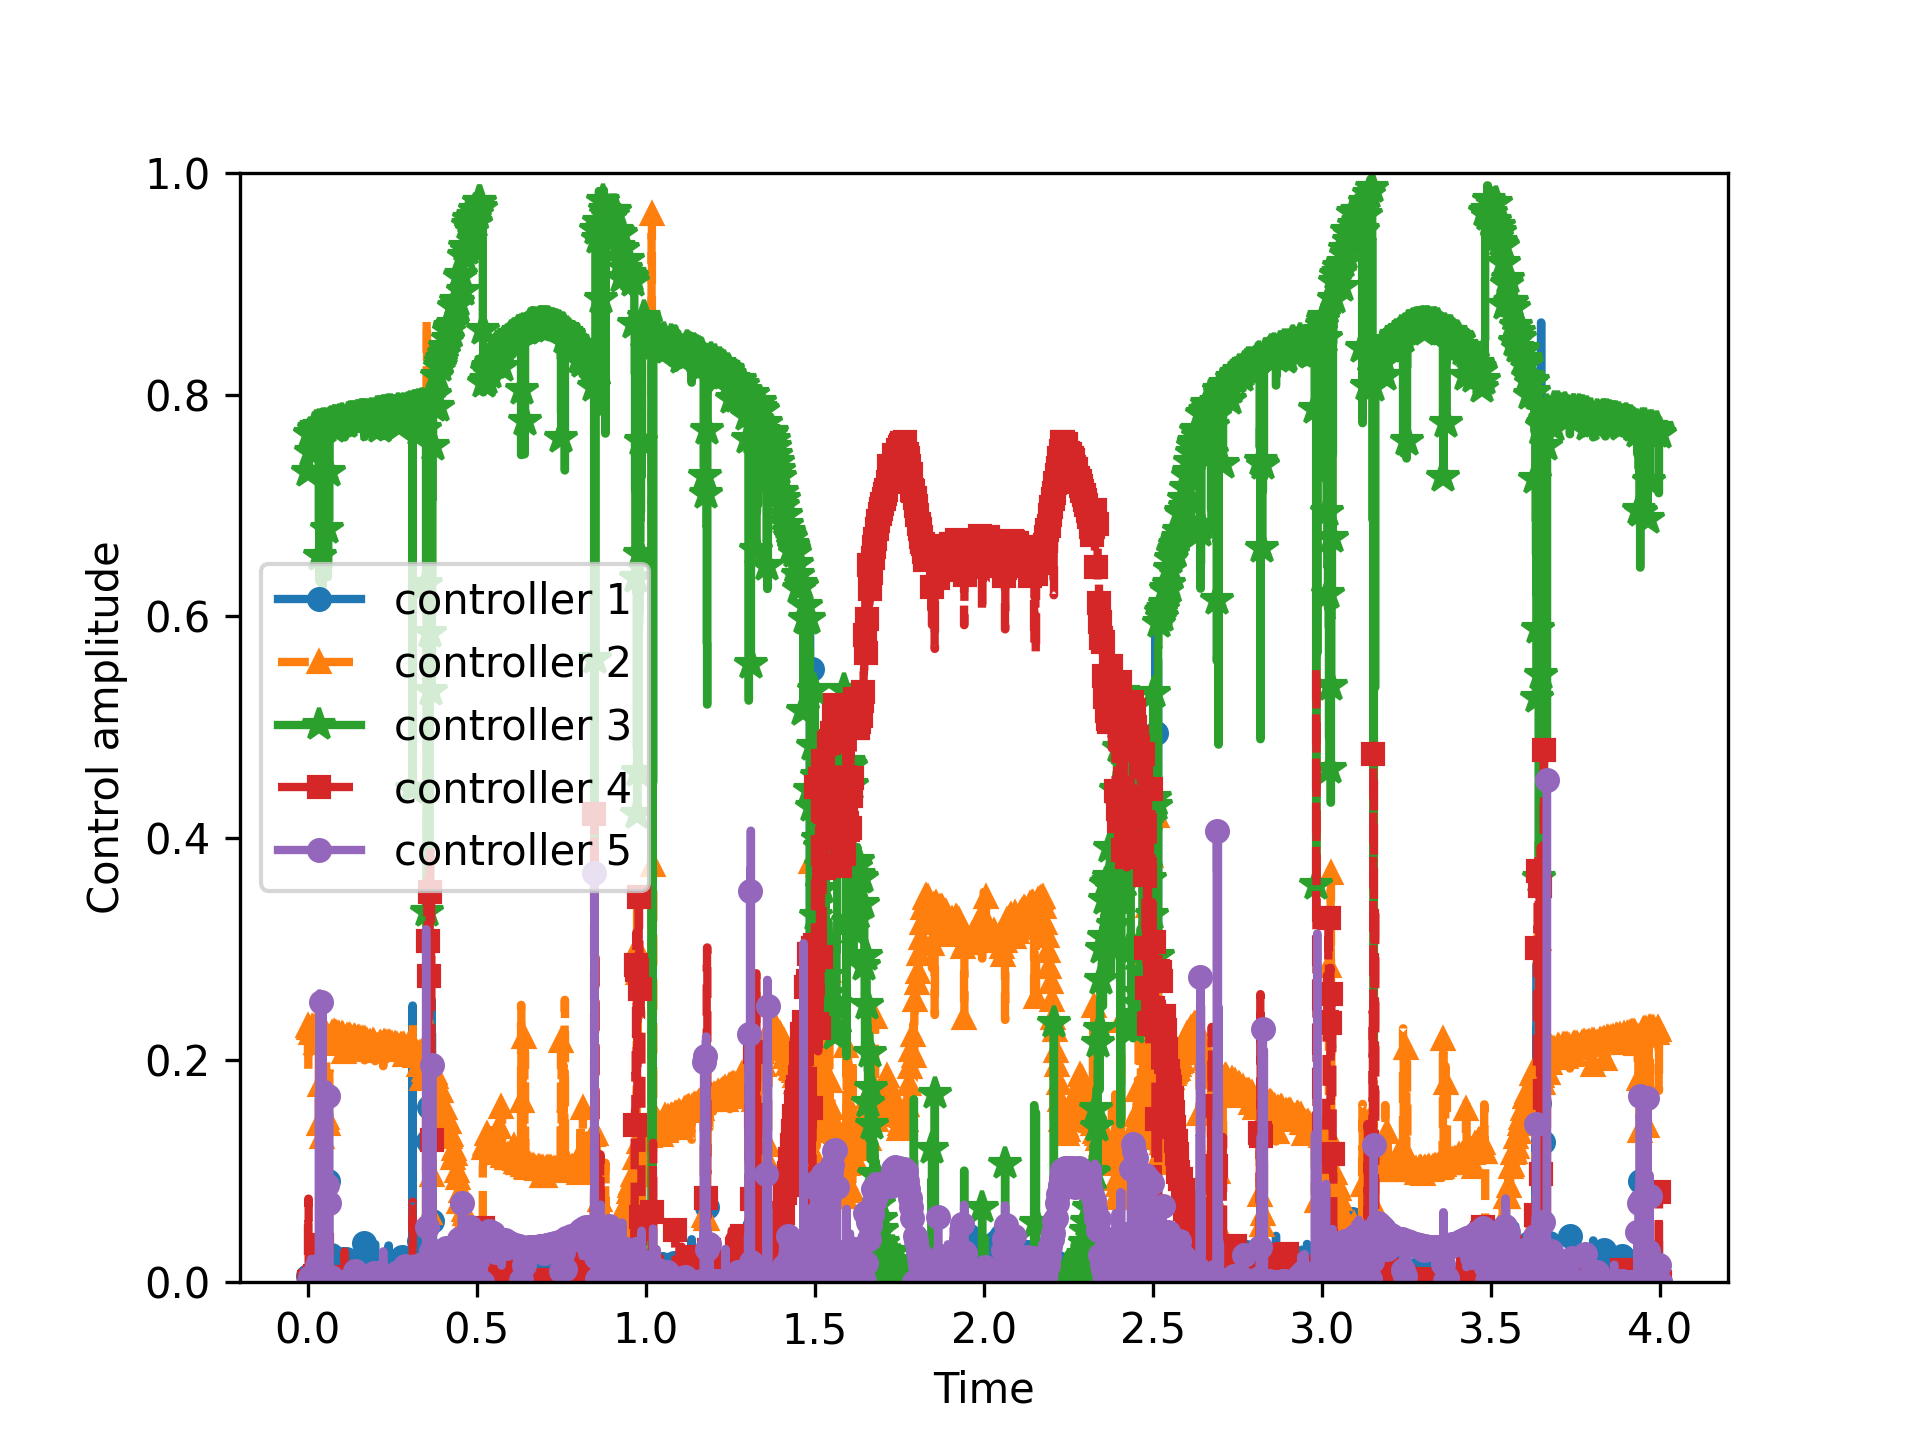 Control amplitude
1.0
0.8
0.6
0.4
0.2
0.0
controller 1
controller 2
controller 3
controller 4
controller 5
0.0 0.5 1.0 1.5 2.0 2.5 3.0 3.5 4.0
Time